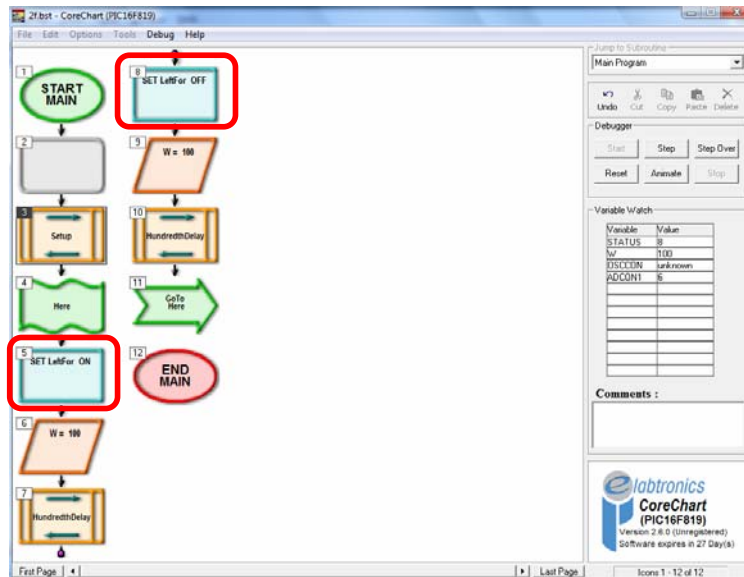 2f.bst - CoreChart (PIC16F819)
File Edit Options Tools Debug Help
1
START
MAIN
2
3
Setup
4
Here
5
SET LeftFor ON
6
W = 100
7
HundredthDelay
8
SET LeftFor OFF
9
W = 100
10
HundredthDelay
11
GoTo
Here
12
END
MAIN
Jump to Subroutine
Main Program
Undo Cut Copy Paste Delete
Debugger
Start Step Step Over
Reset Animate Stop
Variable Watch
Variable Value
STATUS 8
W 100
OSCCON unknown
ADCON1 6
Comments :
elabtronics
CoreChart
(PIC16F819)
Version 2.6.0 (Unregistered)
Software expires in 27 Day(s)
First Page Last Page Icons 1 - 12 of 12